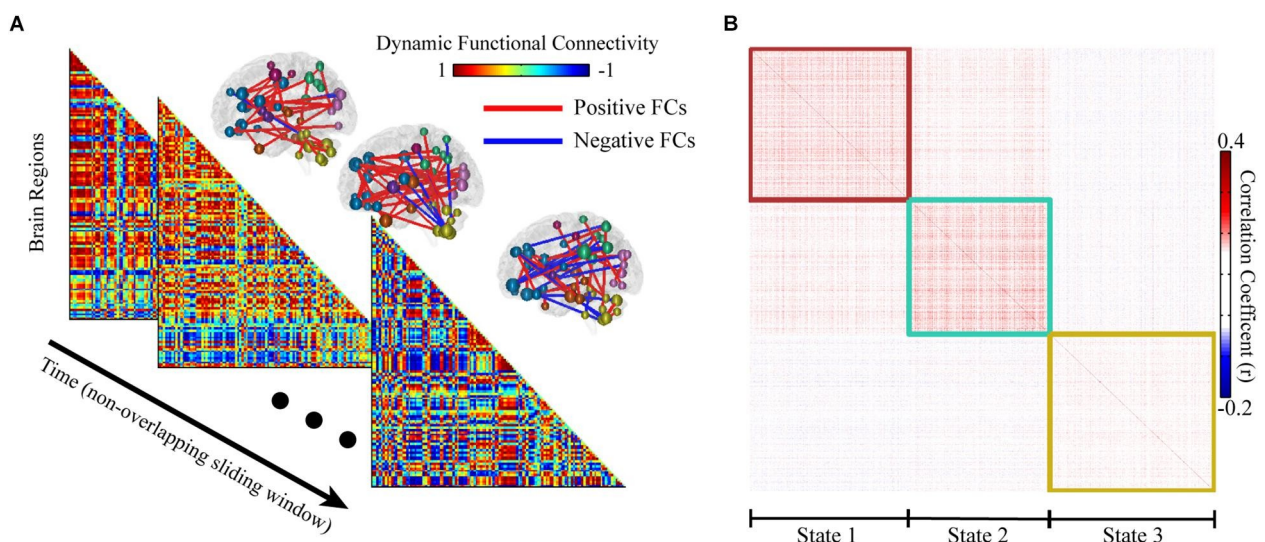 A
Dynamic Functional Connectivity
1
-1
Positive FCs
Negative FCs
Brain Regions
Time (non-overlapping sliding window)
B
0.4
Correlation Coefficent (r)
-0.2
State 1
State 2
State 3